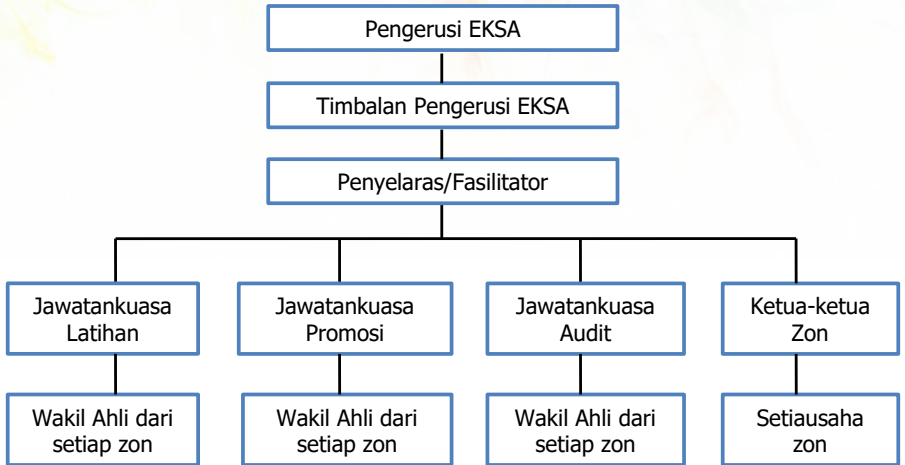 Pengerusi EKSA
Timbalan Pengerusi EKSA
Penyelaras/Fasilitator
Jawatankuasa
Latihan
Jawatankuasa
Promosi
Jawatankuasa
Audit
Ketua-ketua
Zon
Wakil Ahli dari
setiap zon
Wakil Ahli dari
setiap zon
Wakil Ahli dari
setiap zon
Setiausaha
zon